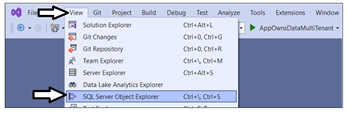 File View Git Project Build Debug Test Analyze Tools Extensions Window
AppOwnsDataMultiTenant
Solution Explorer Ctrl+Alt+L
Git Changes Ctrl+0, Ctrl+G
Git Repository Ctrl+0, Ctrl+R
Team Explorer Ctrl+\, Ctrl+M
Server Explorer Ctrl+Alt+S
Data Lake Analytics Explorer
SQL Server Object Explorer Ctrl+\, Ctrl+S